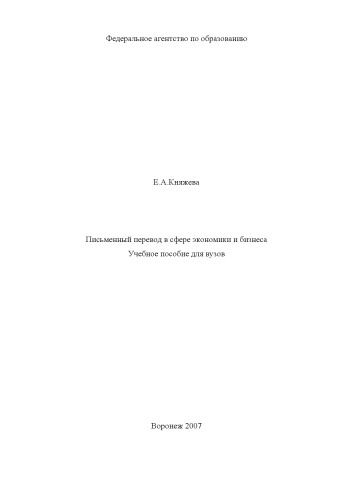 Федеральное агентство по образованию
Е.А.Княжева
Письменный перевод в сфере экономики и бизнеса
Учебное пособие для вузов
Воронеж 2007